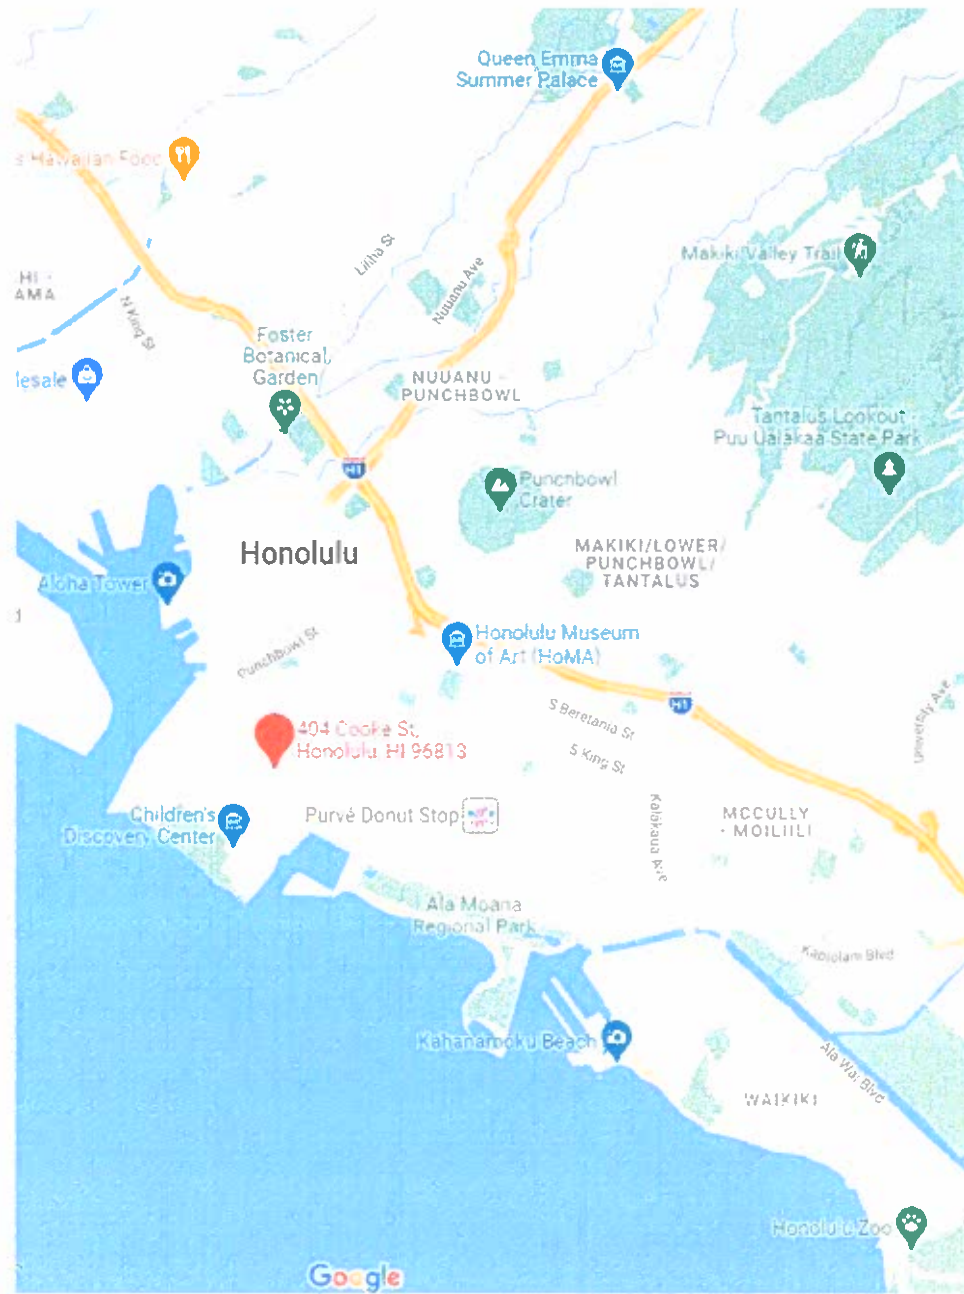 Queen Emma
Summer Palace
s Hawaiian Food
Makiki Valley Trail
Liliha St
Nuuanu Ave
HI -
AMA
N King St
Foster
Botanical
Garden
lesale
NUUANU -
PUNCHBOWL
Tantalus Lookout -
Puu Ualakaa State Park
H1
Punchbowl
Crater
Honolulu
MAKIKI/LOWER
PUNCHBOWL/
TANTALUS
Aloha Tower
Punchbowl St
Honolulu Museum
of Art (HoMA)
H1
S Beretania St
University Ave
404 Cooke St,
Honolulu, HI 96813
S King St
Children's
Discovery Center
Purvé Donut Stop
Kalakaua Ave
MCCULLY
- MOILIILI
Ala Moana
Regional Park
Kapiolani Blvd
Kahanamoku Beach
Ala Wai Blvd
WAIKIKI
Honolulu Zoo
Google